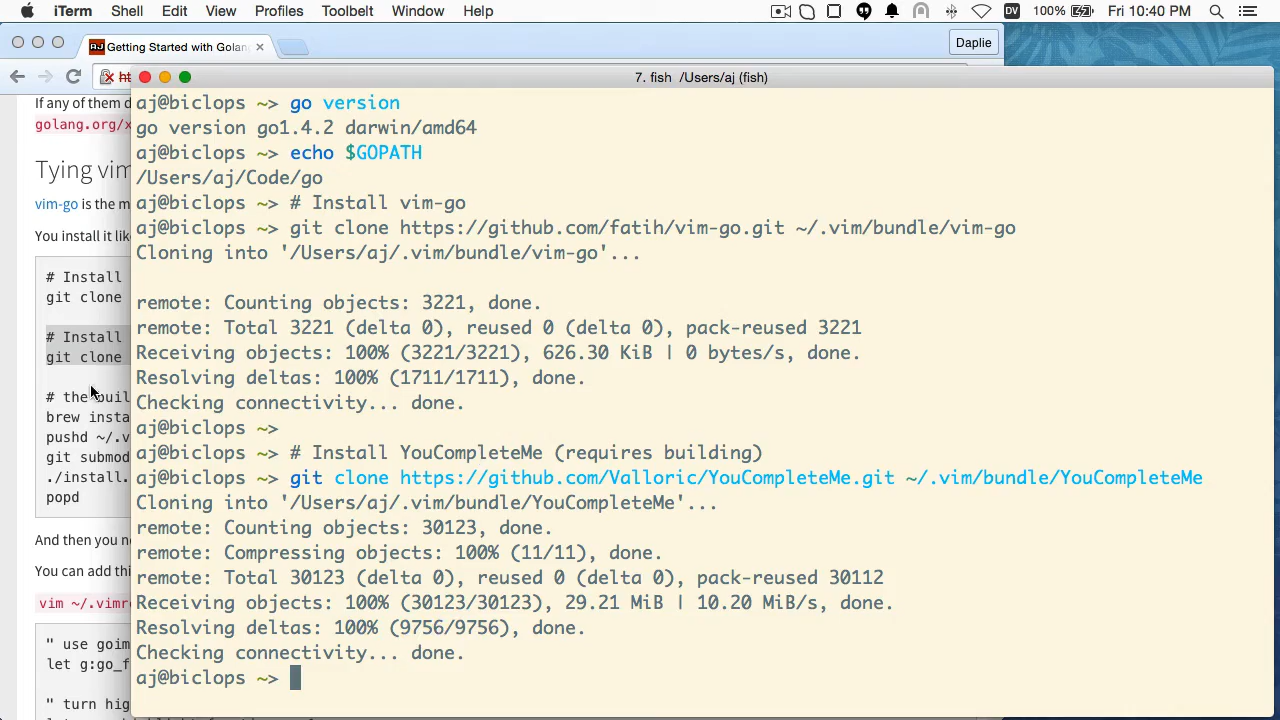 iTerm Shell Edit View Profiles Toolbelt Window Help DV 100% Fri 10:40 PM
AJ Getting Started with Golan
Daplie
7. fish /Users/aj (fish)
If any of them d
golang.org/x
Tying vim
vim-go is the m
You install it lik
# Install
git clone
# Install
git clone
# the buil
brew insta
pushd ~/.v
git submod
./install.
popd
And then you n
You can add thi
vim ~/.vimr
" use goim
let g:go_f
" turn hig
aj@biclops ~> go version
go version go1.4.2 darwin/amd64
aj@biclops ~> echo $GOPATH
/Users/aj/Code/go
aj@biclops ~> # Install vim-go
aj@biclops ~> git clone https://github.com/fatih/vim-go.git ~/.vim/bundle/vim-go
Cloning into '/Users/aj/.vim/bundle/vim-go'...
remote: Counting objects: 3221, done.
remote: Total 3221 (delta 0), reused 0 (delta 0), pack-reused 3221
Receiving objects: 100% (3221/3221), 626.30 KiB | 0 bytes/s, done.
Resolving deltas: 100% (1711/1711), done.
Checking connectivity... done.
aj@biclops ~>
aj@biclops ~> # Install YouCompleteMe (requires building)
aj@biclops ~> git clone https://github.com/Valloric/YouCompleteMe.git ~/.vim/bundle/YouCompleteMe
Cloning into '/Users/aj/.vim/bundle/YouCompleteMe'...
remote: Counting objects: 30123, done.
remote: Compressing objects: 100% (11/11), done.
remote: Total 30123 (delta 0), reused 0 (delta 0), pack-reused 30112
Receiving objects: 100% (30123/30123), 29.21 MiB | 10.20 MiB/s, done.
Resolving deltas: 100% (9756/9756), done.
Checking connectivity... done.
aj@biclops ~>